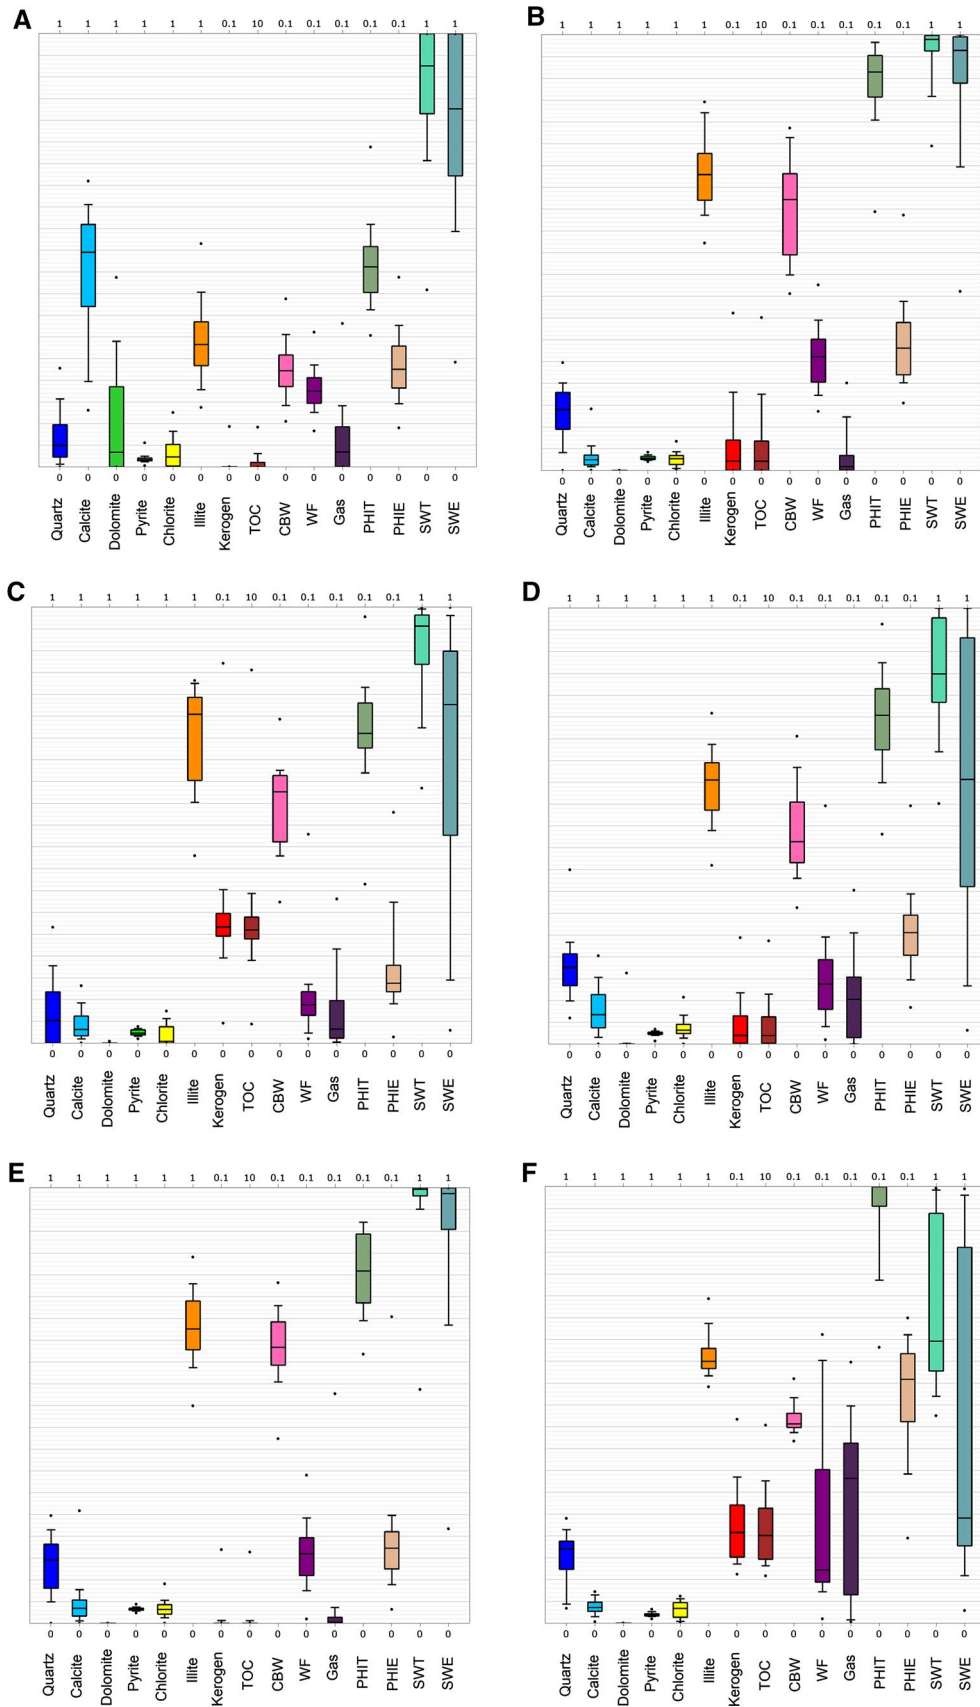 A
B
1 1 1 1 1 1 0.1 10 0.1 0.1 0.1 0.1 0.1 1 1
1 1 1 1 1 1 0.1 10 0.1 0.1 0.1 0.1 0.1 1 1
0 0 0 0 0 0 0 0 0 0 0 0 0 0 0
0 0 0 0 0 0 0 0 0 0 0 0 0 0 0
Quartz Calcite Dolomite Pyrite Chlorite Illite Kerogen TOC CBW WF Gas PHIT PHIE SWT SWE
Quartz Calcite Dolomite Pyrite Chlorite Illite Kerogen TOC CBW WF Gas PHIT PHIE SWT SWE
C
D
1 1 1 1 1 1 0.1 10 0.1 0.1 0.1 0.1 0.1 1 1
1 1 1 1 1 1 0.1 10 0.1 0.1 0.1 0.1 0.1 1 1
0 0 0 0 0 0 0 0 0 0 0 0 0 0 0
0 0 0 0 0 0 0 0 0 0 0 0 0 0 0
Quartz Calcite Dolomite Pyrite Chlorite Illite Kerogen TOC CBW WF Gas PHIT PHIE SWT SWE
Quartz Calcite Dolomite Pyrite Chlorite Illite Kerogen TOC CBW WF Gas PHIT PHIE SWT SWE
E
F
1 1 1 1 1 1 0.1 10 0.1 0.1 0.1 0.1 0.1 1 1
1 1 1 1 1 1 0.1 10 0.1 0.1 0.1 0.1 0.1 1 1
0 0 0 0 0 0 0 0 0 0 0 0 0 0 0
0 0 0 0 0 0 0 0 0 0 0 0 0 0 0
Quartz Calcite Dolomite Pyrite Chlorite Illite Kerogen TOC CBW WF Gas PHIT PHIE SWT SWE
Quartz Calcite Dolomite Pyrite Chlorite Illite Kerogen TOC CBW WF Gas PHIT PHIE SWT SWE